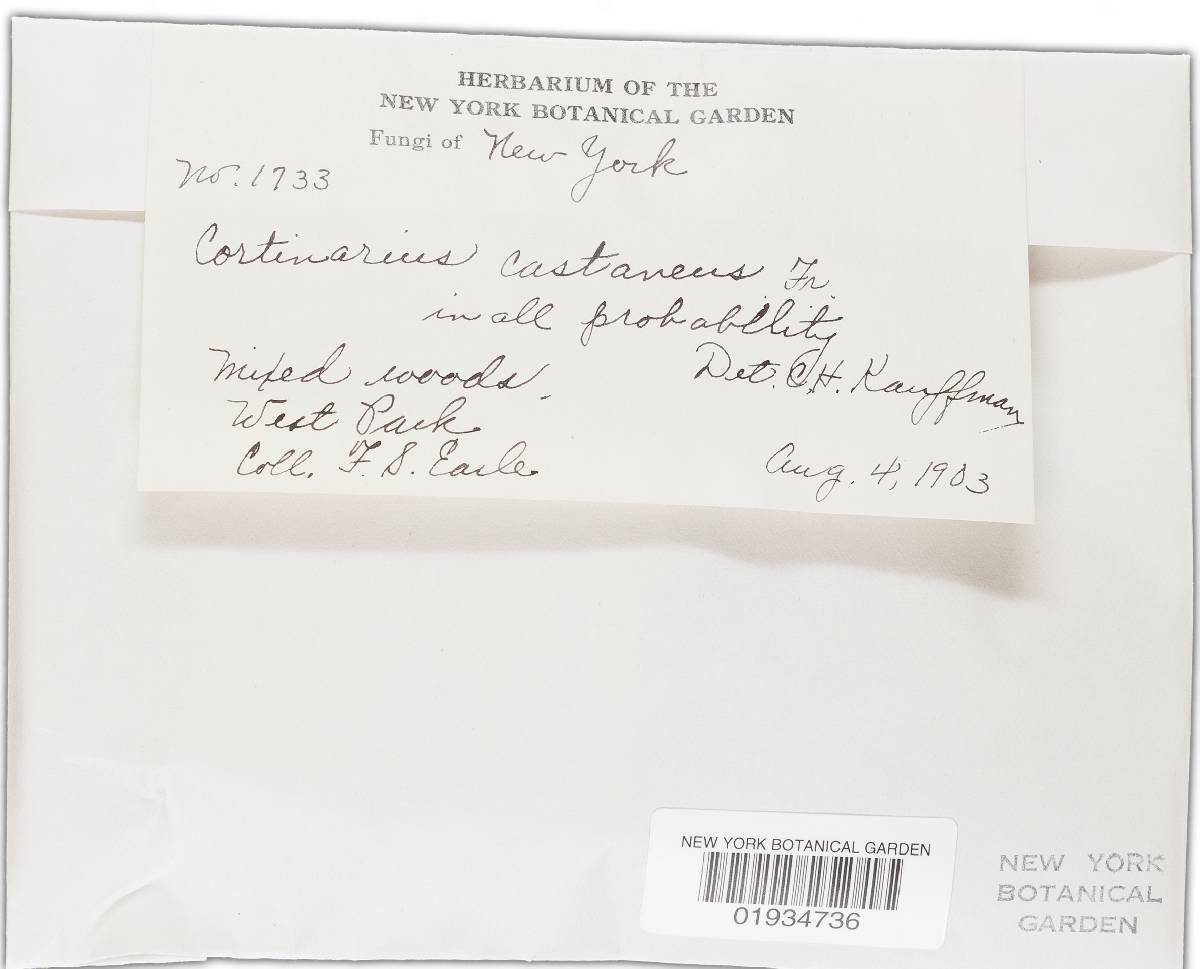 HERBARIUM OF THE
NEW YORK BOTANICAL GARDEN
Fungi of New York
No. 1733
Cortinarius castaneus Fr.
in all probability
Det. C.H. Kauffman
Mixed woods.
West Park
Coll. F. S. Earle
Aug. 4, 1903
NEW YORK BOTANICAL GARDEN
01934736
NEW YORK
BOTANICAL
GARDEN